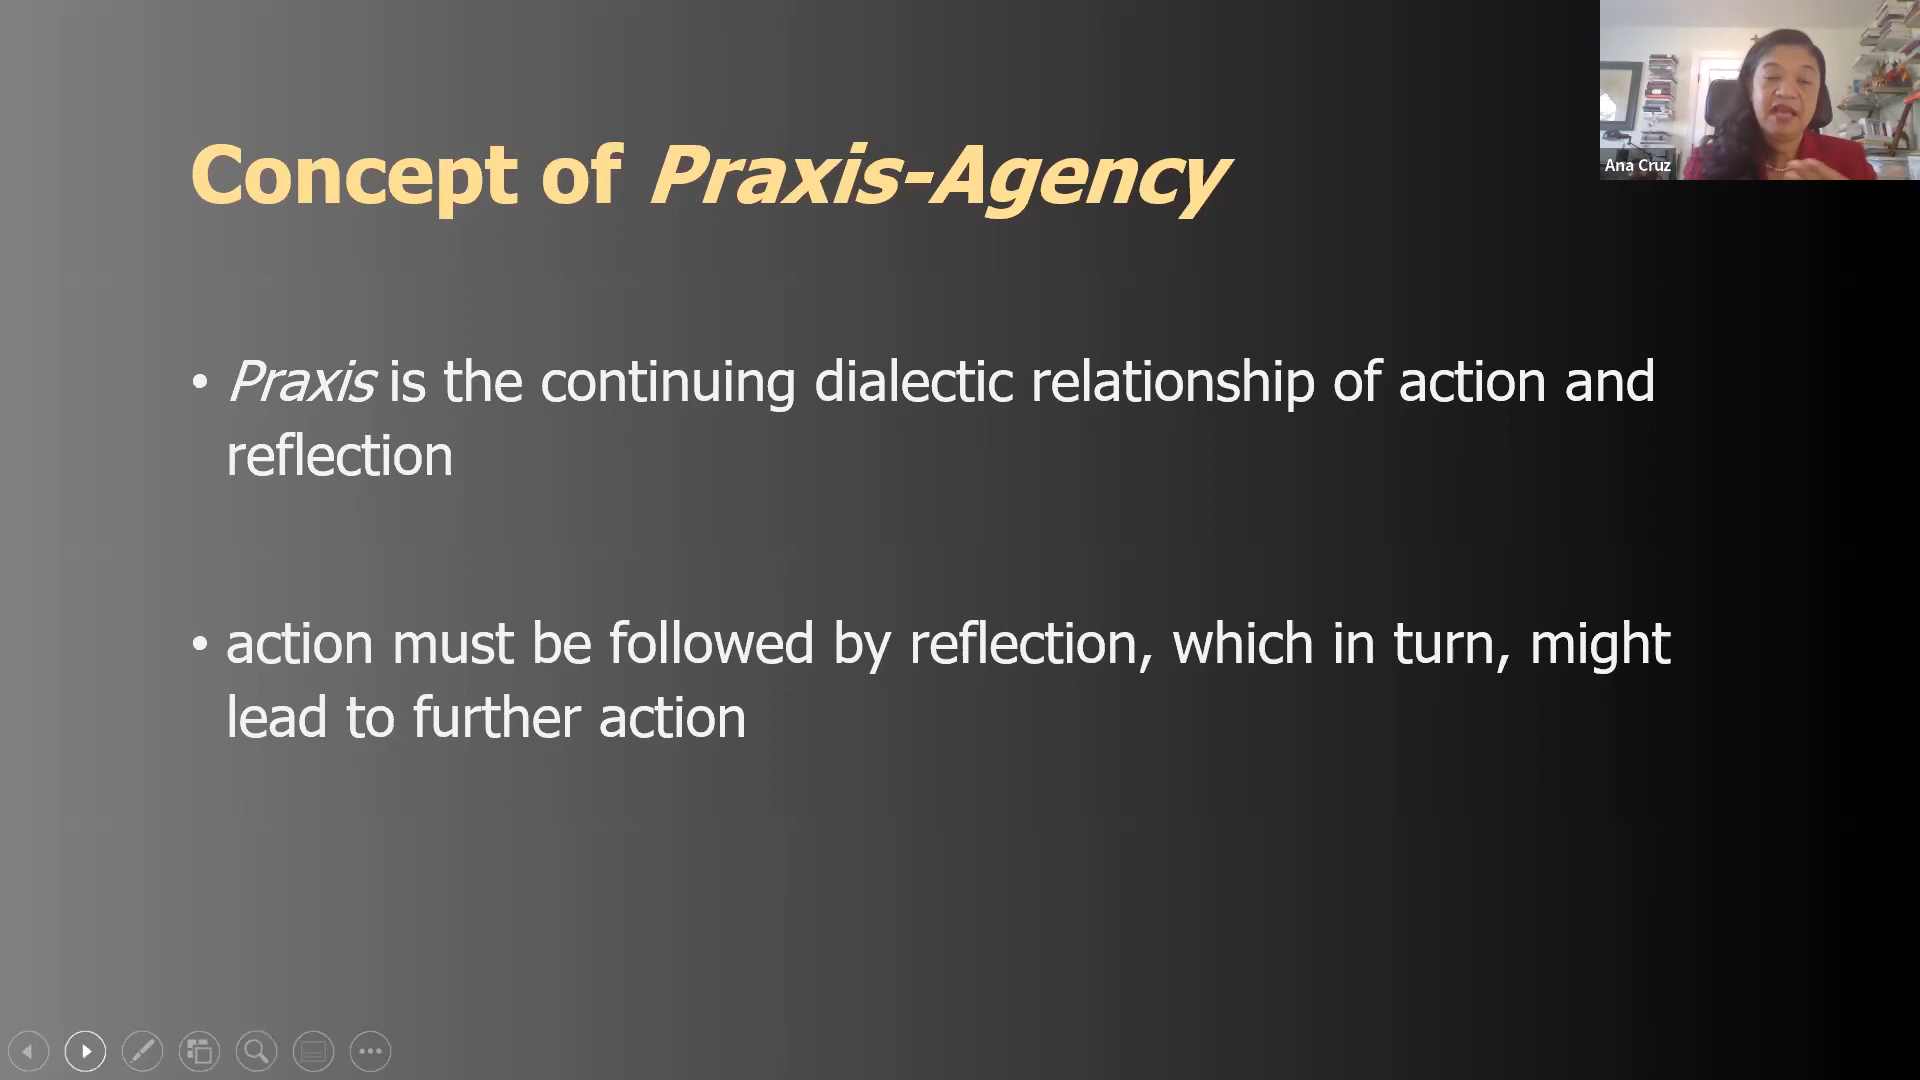 Concept of Praxis-Agency
Ana Cruz
• Praxis is the continuing dialectic relationship of action and
reflection
• action must be followed by reflection, which in turn, might
lead to further action